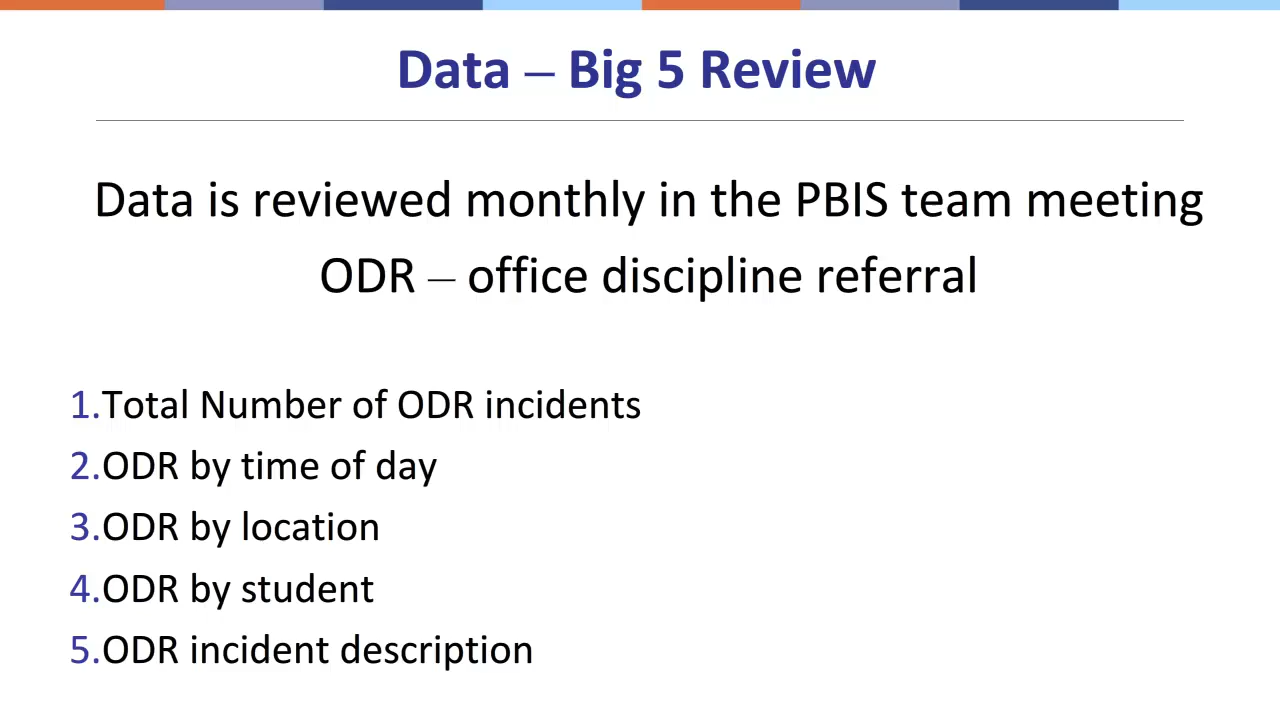 Data – Big 5 Review
Data is reviewed monthly in the PBIS team meeting
ODR – office discipline referral
1.Total Number of ODR incidents
2.ODR by time of day
3.ODR by location
4.ODR by student
5.ODR incident description